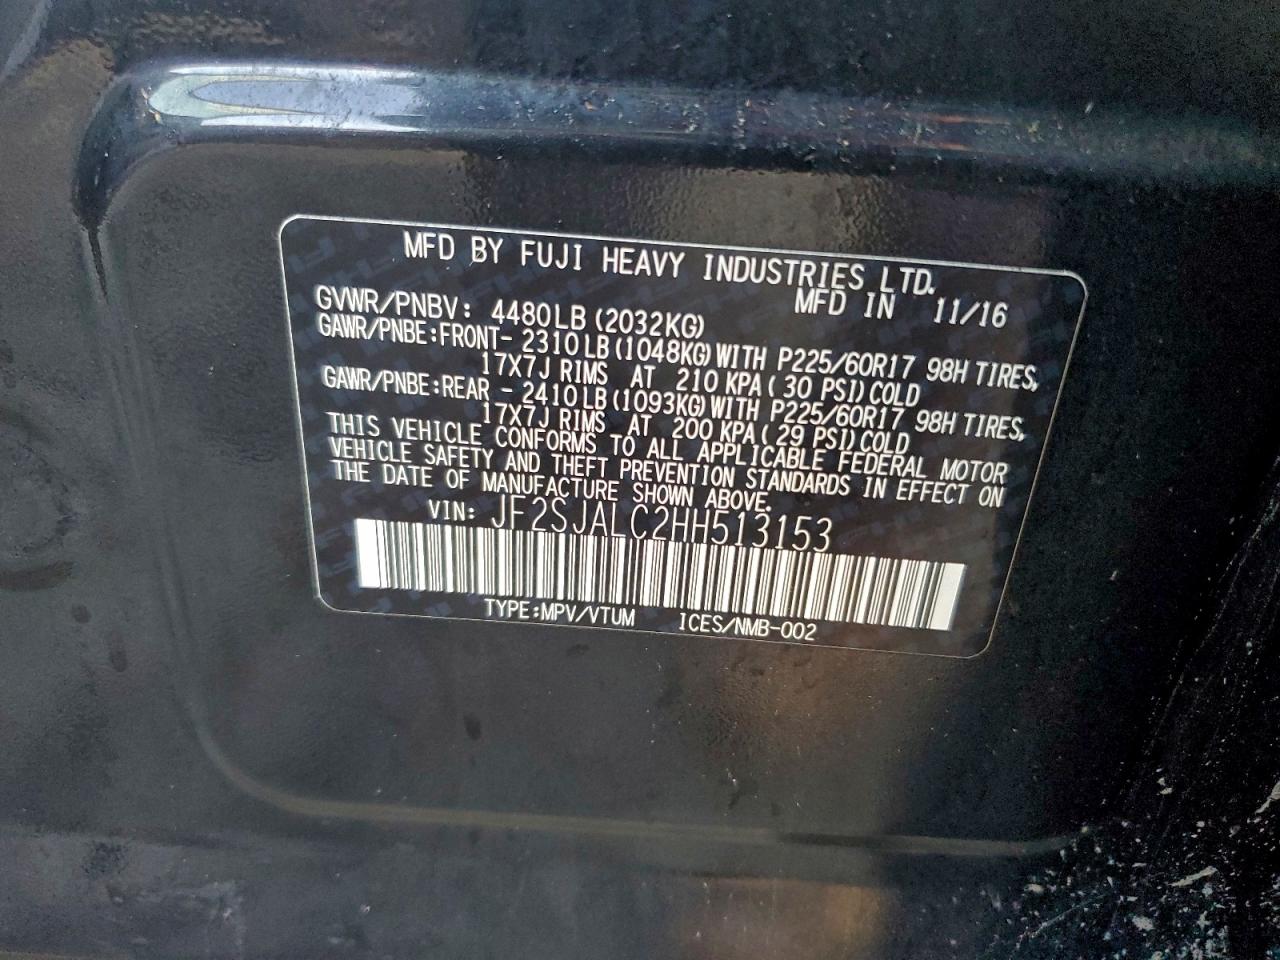 MFD BY FUJI HEAVY INDUSTRIES LTD.
MFD IN 11/16
GVWR/PNBV: 4480LB(2032KG)
GAWR/PNBE:FRONT- 2310LB(1048KG)WITH P225/60R17 98H TIRES,
17X7J RIMS AT 210KPA(30 PSI)COLD
GAWR/PNBE:REAR - 2410LB(1093KG)WITH P225/60R17 98H TIRES,
17X7J RIMS AT 200KPA(29 PSI)COLD
THIS VEHICLE CONFORMS TO ALL APPLICABLE FEDERAL MOTOR
VEHICLE SAFETY AND THEFT PREVENTION STANDARDS IN EFFECT ON
THE DATE OF MANUFACTURE SHOWN ABOVE.
VIN: JF2SJALC2HH513153
TYPE:MPV/VTUM ICES/NMB-002